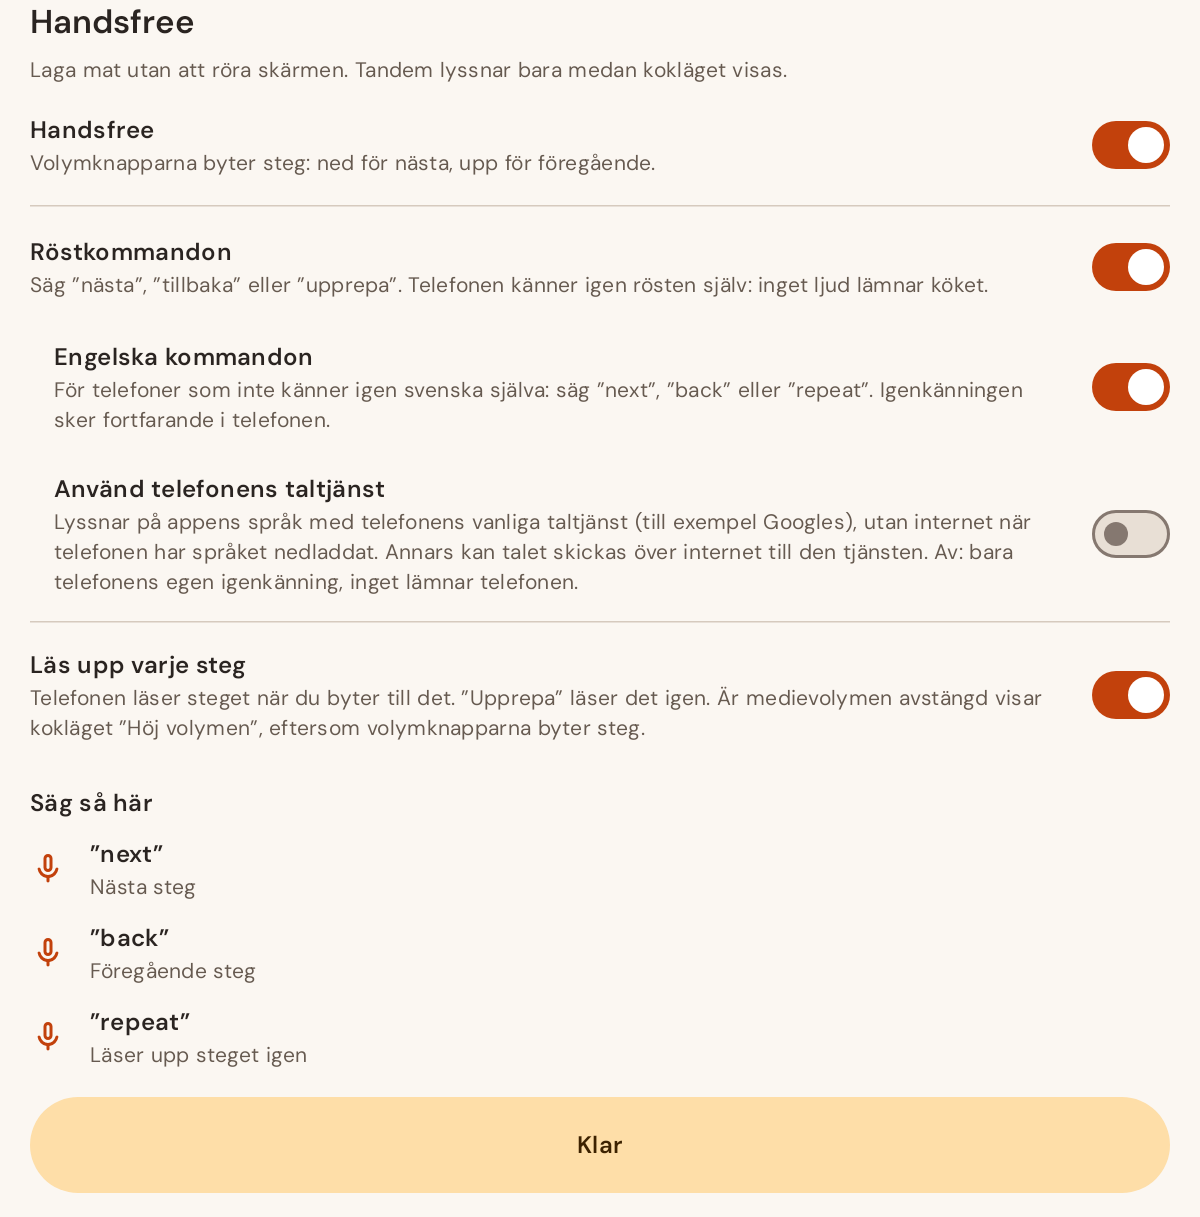 Handsfree
Laga mat utan att röra skärmen. Tandem lyssnar bara medan kokläget visas.
Handsfree
Volymknapparna byter steg: ned för nästa, upp för föregående.
Röstkommandon
Säg ”nästa”, ”tillbaka” eller ”upprepa”. Telefonen känner igen rösten själv: inget ljud lämnar köket.
Engelska kommandon
För telefoner som inte känner igen svenska själva: säg ”next”, ”back” eller ”repeat”. Igenkänningen
sker fortfarande i telefonen.
Använd telefonens taltjänst
Lyssnar på appens språk med telefonens vanliga taltjänst (till exempel Googles), utan internet när
telefonen har språket nedladdat. Annars kan talet skickas över internet till den tjänsten. Av: bara
telefonens egen igenkänning, inget lämnar telefonen.
Läs upp varje steg
Telefonen läser steget när du byter till det. ”Upprepa” läser det igen. Är medievolymen avstängd visar
kokläget ”Höj volymen”, eftersom volymknapparna byter steg.
Säg så här
”next”
Nästa steg
”back”
Föregående steg
”repeat”
Läser upp steget igen
Klar